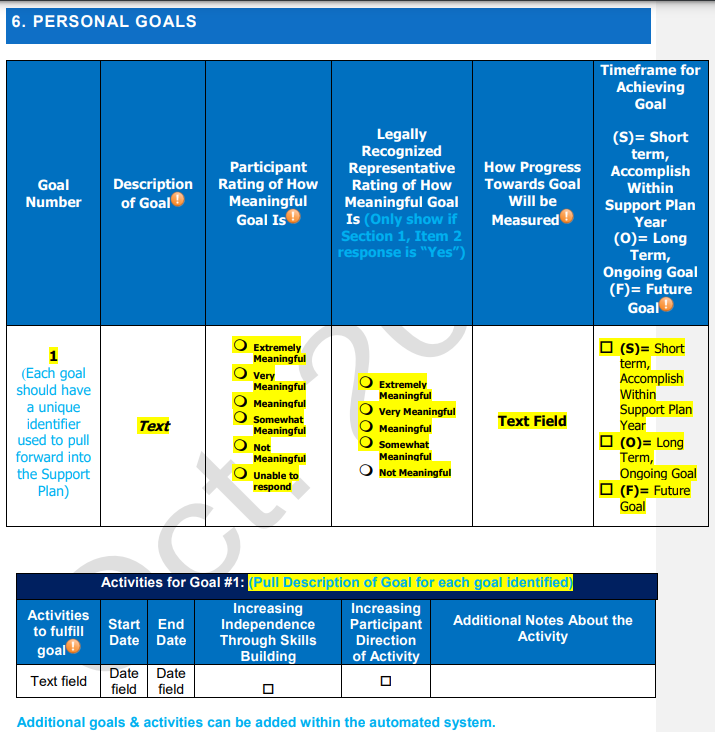 6. PERSONAL GOALS
Goal
Number
Description
of Goal
Participant
Rating of How
Meaningful
Goal Is
Legally
Recognized
Representative
Rating of How
Meaningful Goal
Is (Only show if
Section 1, Item 2
response is “Yes”)
How Progress
Towards Goal
Will be
Measured
Timeframe for
Achieving
Goal
(S)= Short
term,
Accomplish
Within
Support Plan
Year
(O)= Long
Term,
Ongoing Goal
(F)= Future
Goal
1
(Each goal
should have
a unique
identifier
used to pull
forward into
the Support
Plan)
Text
Extremely
Meaningful
Very
Meaningful
Meaningful
Somewhat
Meaningful
Not
Meaningful
Unable to
respond
Extremely
Meaningful
Very Meaningful
Meaningful
Somewhat
Meaningful
Not Meaningful
Text Field
(S)= Short
term,
Accomplish
Within
Support Plan
Year
(O)= Long
Term,
Ongoing Goal
(F)= Future
Goal
Oct. 20
Activities for Goal #1: (Pull Description of Goal for each goal identified)
Activities
to fulfill
goal
Start
Date
End
Date
Increasing
Independence
Through Skills
Building
Increasing
Participant
Direction
of Activity
Additional Notes About the
Activity
Text field
Date
field
Date
field
Additional goals & activities can be added within the automated system.